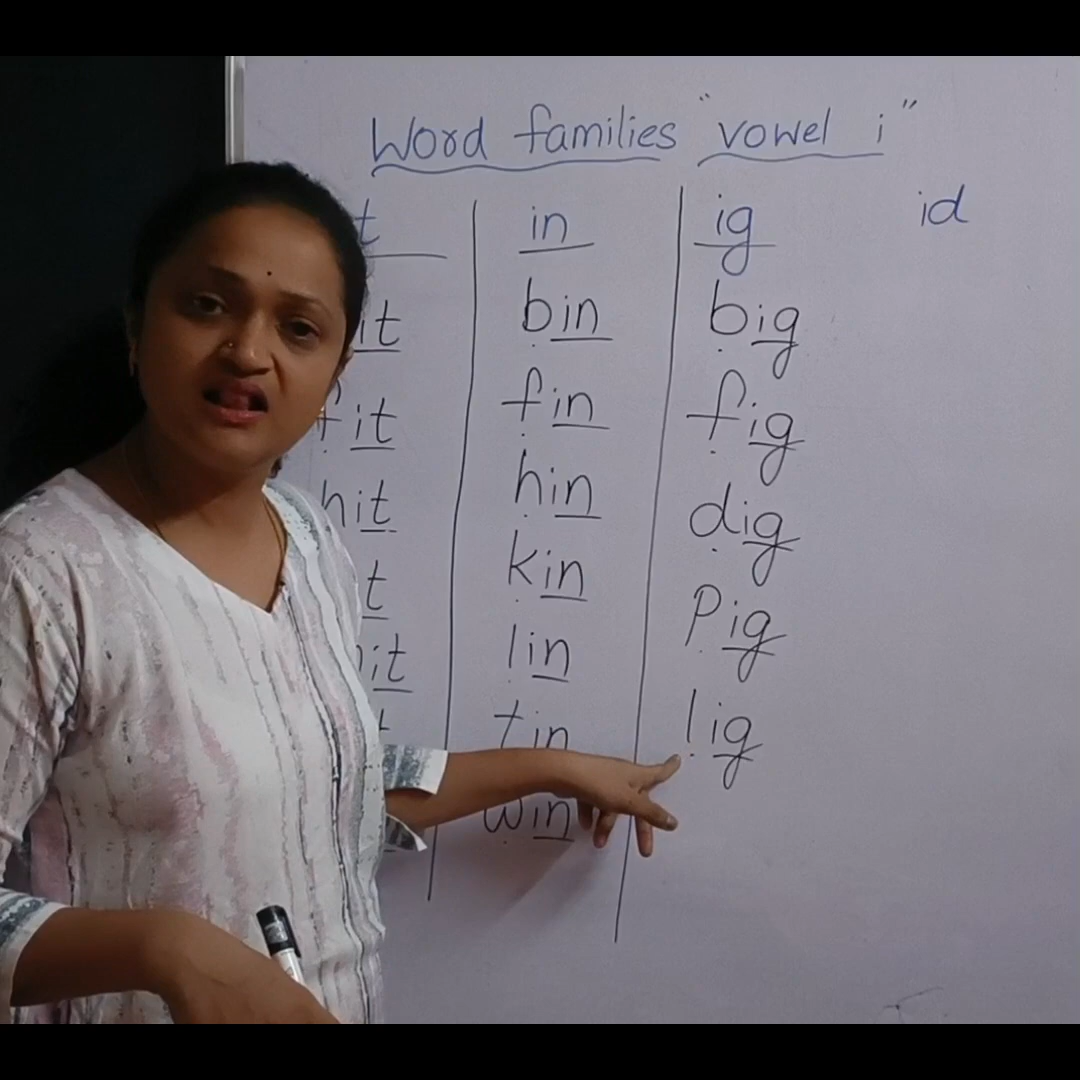 Word families "vowel i"
t in ig id
it bin big
fit fin fig
hit hin dig
t kin Pig
it lin lig
t tin
win